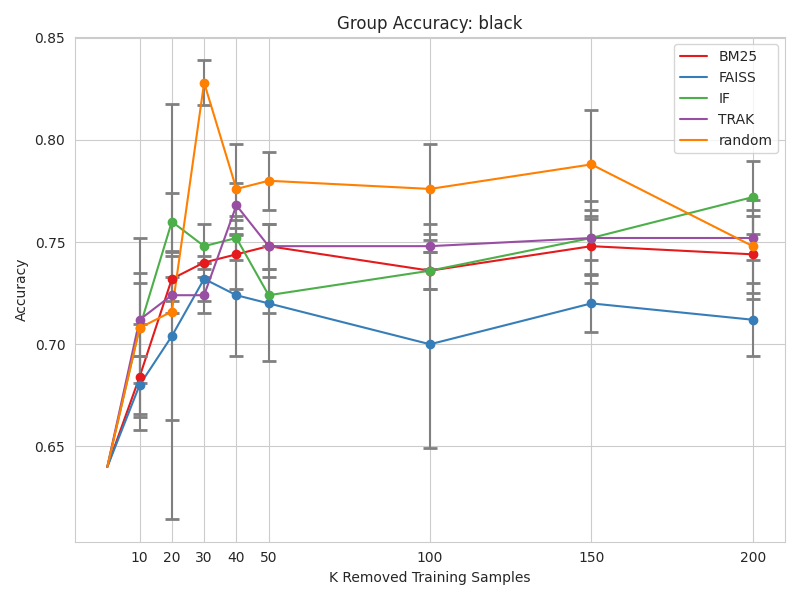 Group Accuracy: black
0.85
0.80
0.75
0.70
0.65
Accuracy
BM25
FAISS
IF
TRAK
random
10 20 30 40 50 100 150 200
K Removed Training Samples